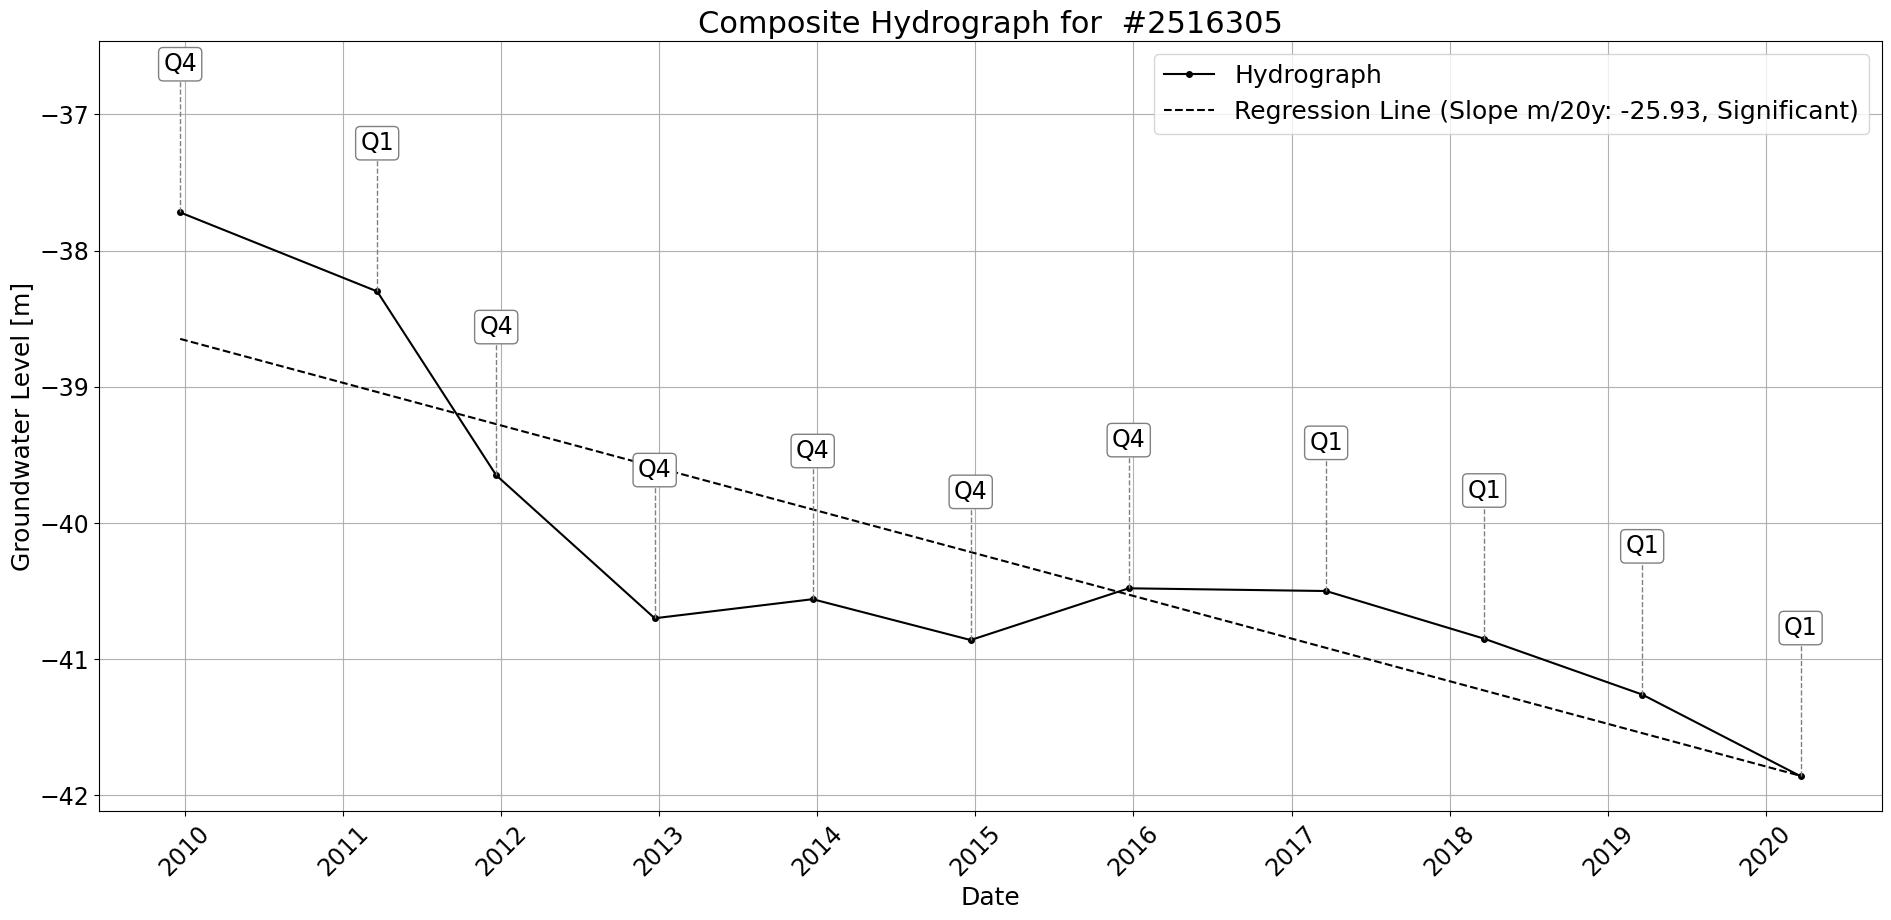 Composite Hydrograph for  #2516305
Hydrograph
Regression Line (Slope m/20y: -25.93, Significant)
Groundwater Level [m]
−37
−38
−39
−40
−41
−42
Q4
Q1
Q4
Q4
Q4
Q4
Q4
Q1
Q1
Q1
Q1
2010
2011
2012
2013
2014
2015
2016
2017
2018
2019
2020
Date